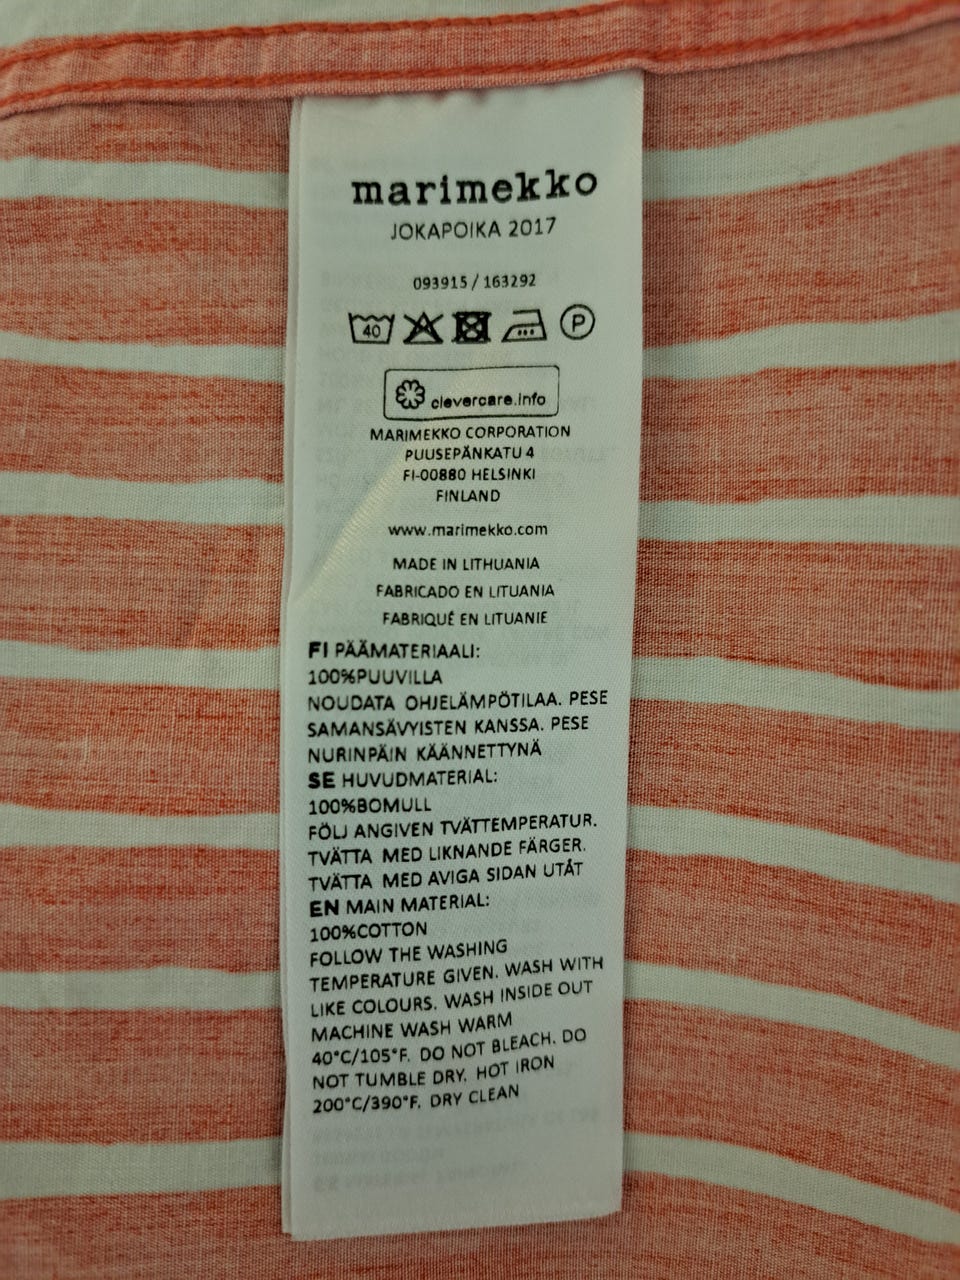 marimekko
JOKAPOIKA 2017
093915 / 163292
40 P
clevercare.info
MARIMEKKO CORPORATION
PUUSEPÄNKATU 4
FI-00880 HELSINKI
FINLAND
www.marimekko.com
MADE IN LITHUANIA
FABRICADO EN LITUANIA
FABRIQUÉ EN LITUANIE
FI PÄÄMATERIAALI:
100%PUUVILLA
NOUDATA OHJELÄMPÖTILAA. PESE
SAMANSÄVYISTEN KANSSA. PESE
NURINPÄIN KÄÄNNETTYNÄ
SE HUVUDMATERIAL:
100%BOMULL
FÖLJ ANGIVEN TVÄTTEMPERATUR.
TVÄTTA MED LIKNANDE FÄRGER.
TVÄTTA MED AVIGA SIDAN UTÅT
EN MAIN MATERIAL:
100%COTTON
FOLLOW THE WASHING
TEMPERATURE GIVEN. WASH WITH
LIKE COLOURS. WASH INSIDE OUT
MACHINE WASH WARM
40°C/105°F. DO NOT BLEACH. DO
NOT TUMBLE DRY. HOT IRON
200°C/390°F. DRY CLEAN